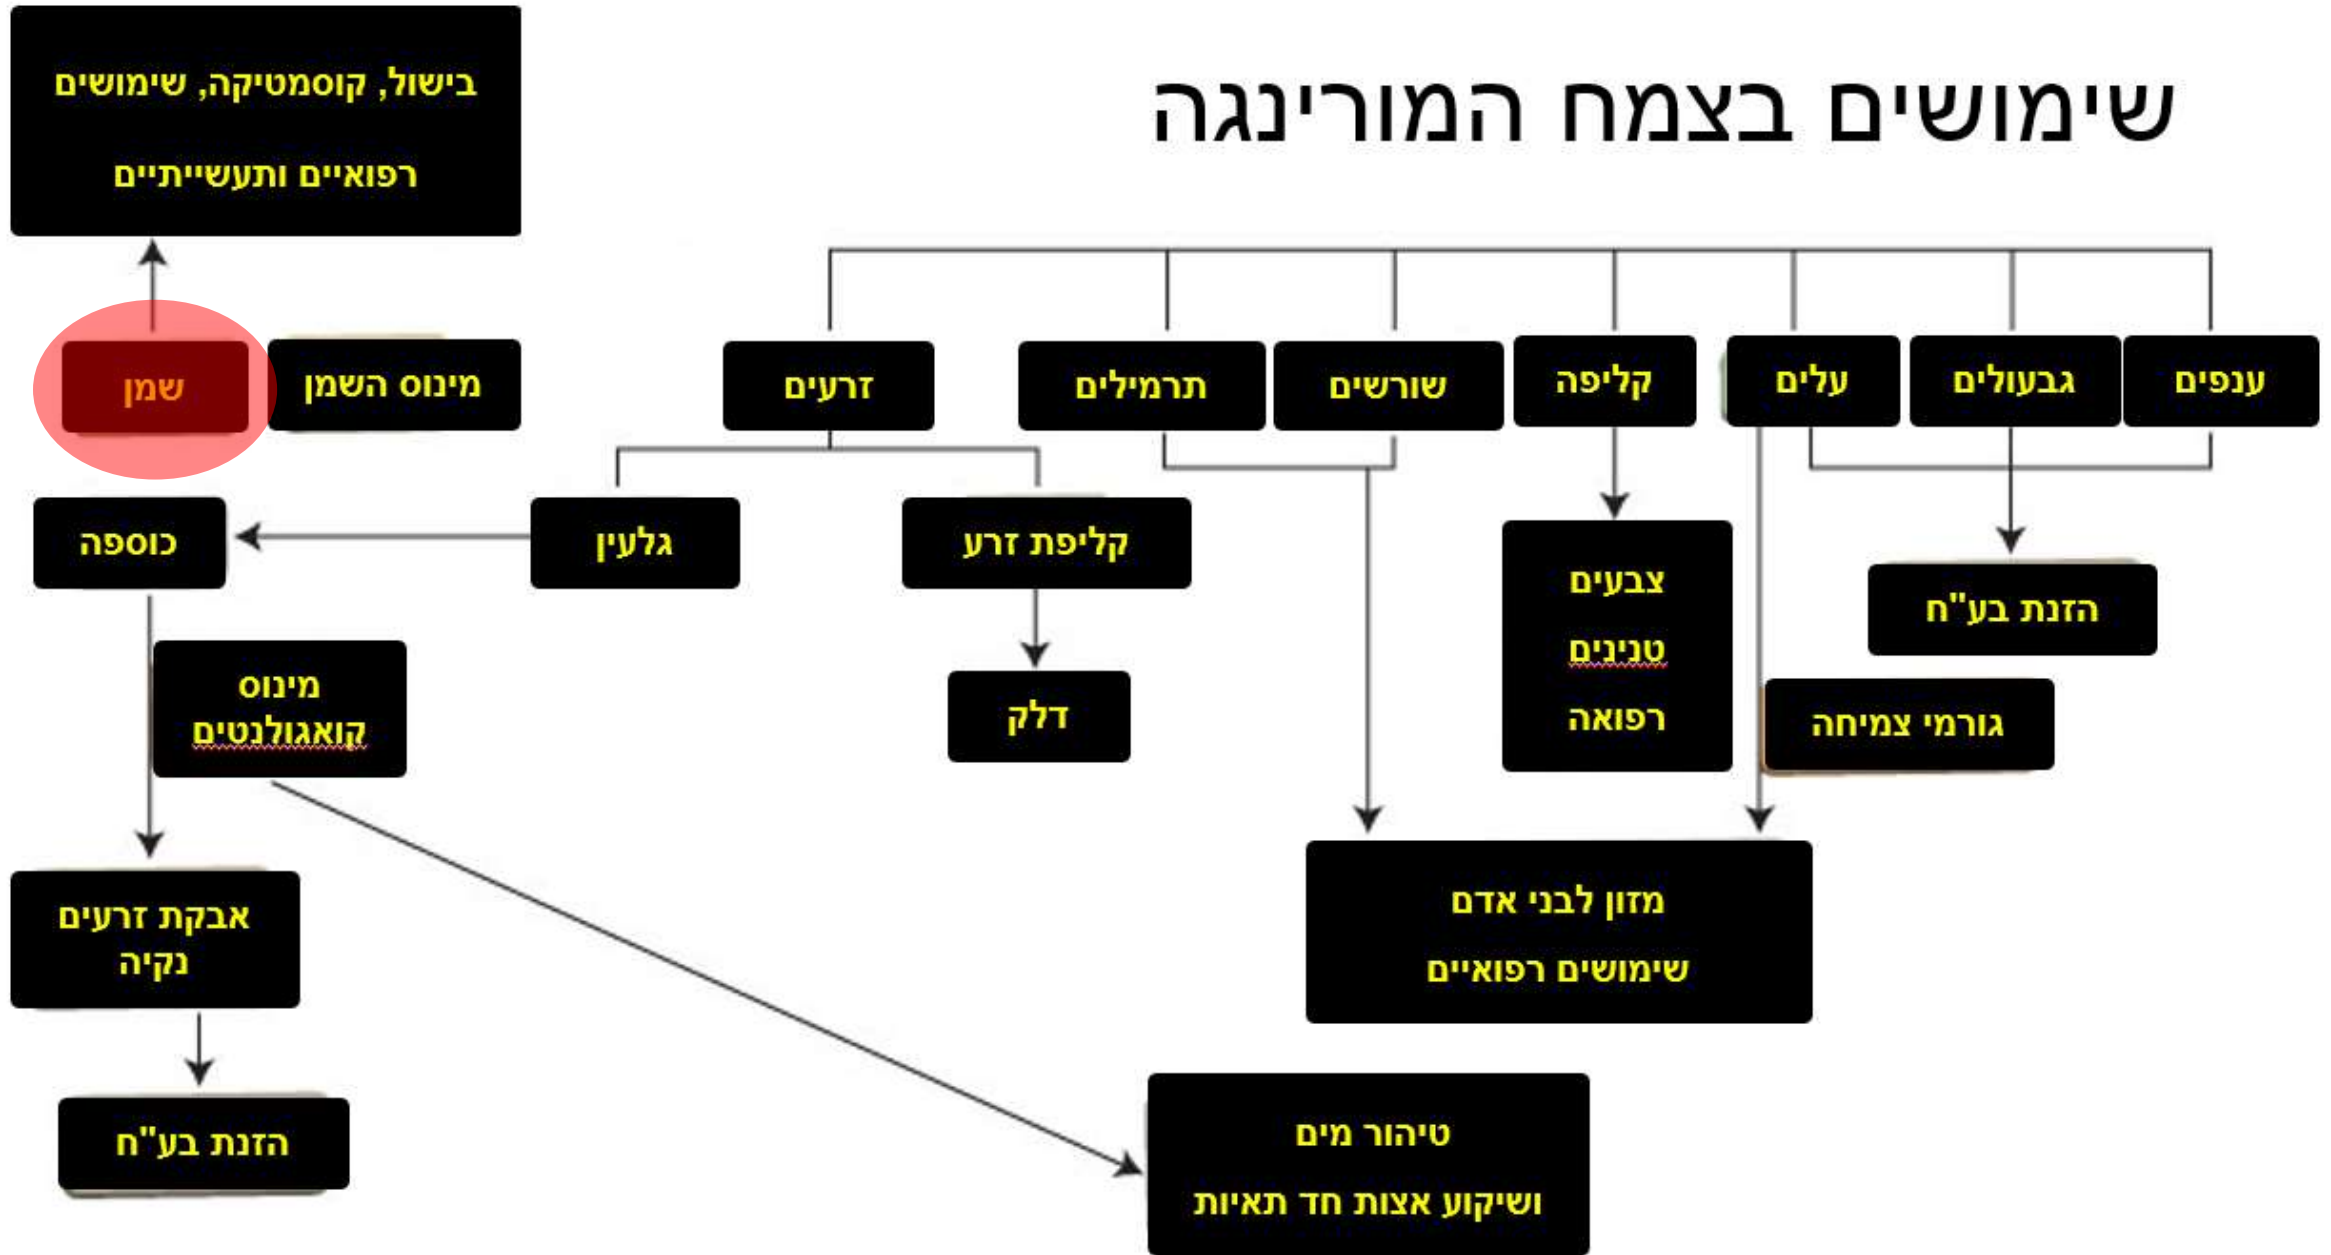 שימושים בצמח המורינגה
בישול, קוסמטיקה, שימושים
רפואיים ותעשייתיים
ענפים
גבעולים
עלים
קליפה
שורשים
תרמילים
זרעים
מינוס השמן
שמן
קליפת זרע
גלעין
כוספה
הזנת בע"ח
צבעים
טנינים
רפואה
גורמי צמיחה
דלק
מינוס
קואגולנטים
מזון לבני אדם
שימושים רפואיים
אבקת זרעים
נקיה
הזנת בע"ח
טיהור מים
ושיקוע אצות חד תאיות